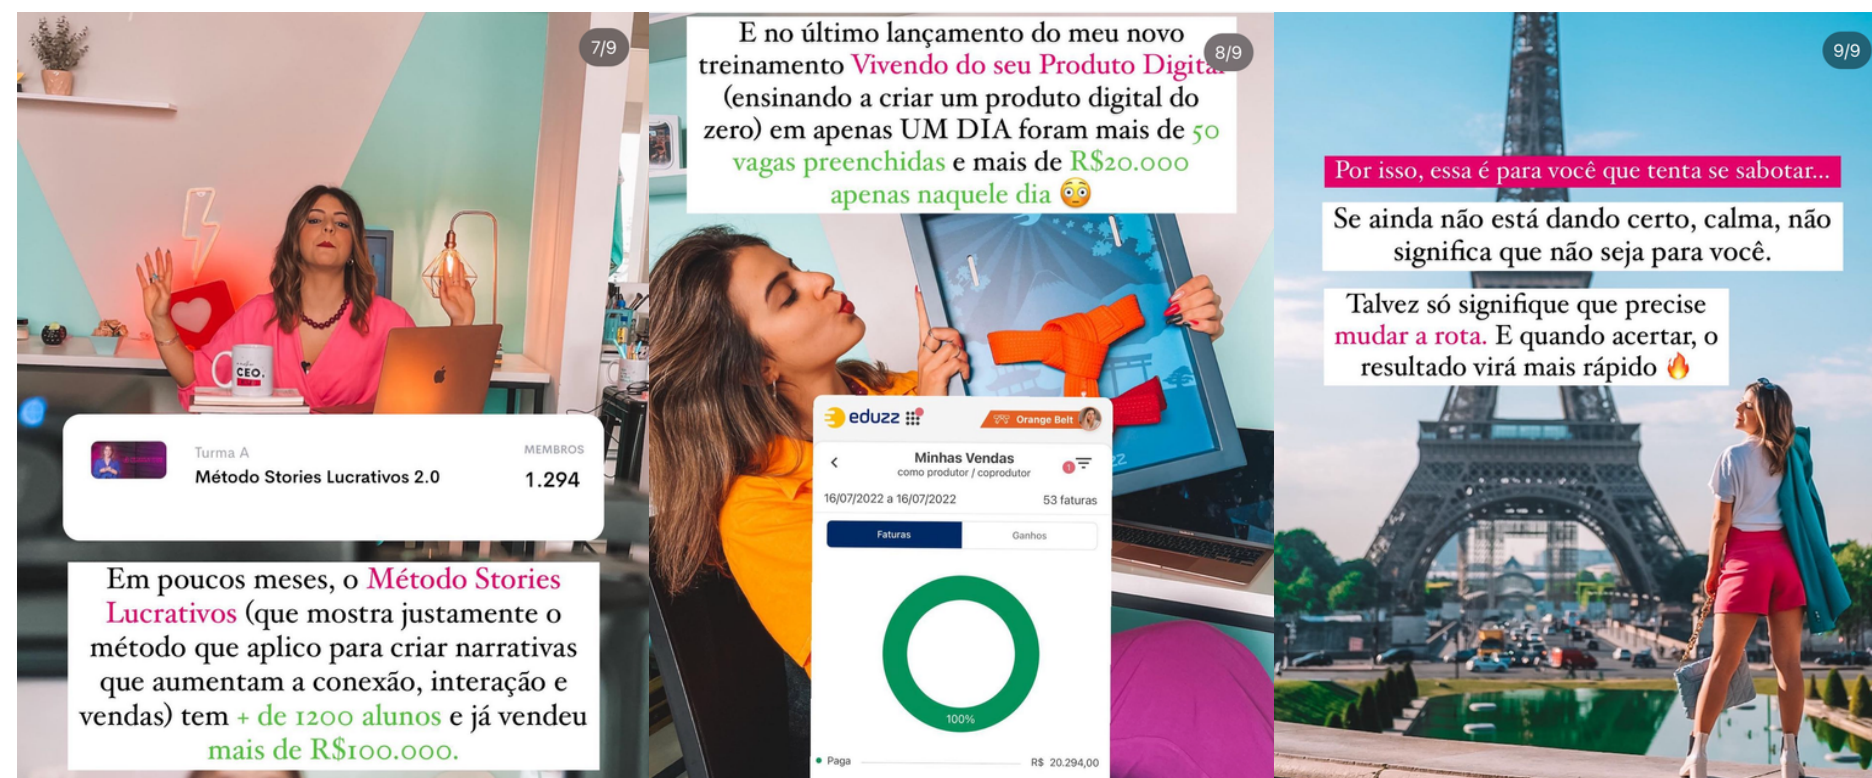 7/9
CEO.
Turma A
Método Stories Lucrativos 2.0
MEMBROS
1.294
Em poucos meses, o Método Stories
Lucrativos (que mostra justamente o
método que aplico para criar narrativas
que aumentam a conexão, interação e
vendas) tem + de 1200 alunos e já vendeu
mais de R$100.000.
E no último lançamento do meu novo
treinamento Vivendo do seu Produto Digital
(ensinando a criar um produto digital do
zero) em apenas UM DIA foram mais de 50
vagas preenchidas e mais de R$20.000
apenas naquele dia 😳
8/9
eduzz
Orange Belt
Minhas Vendas
como produtor / coprodutor
1
16/07/2022 a 16/07/2022
53 faturas
Faturas
Ganhos
100%
Paga
R$ 20.294,00
9/9
Por isso, essa é para você que tenta se sabotar...
Se ainda não está dando certo, calma, não
significa que não seja para você.
Talvez só signifique que precise
mudar a rota. E quando acertar, o
resultado virá mais rápido 🔥